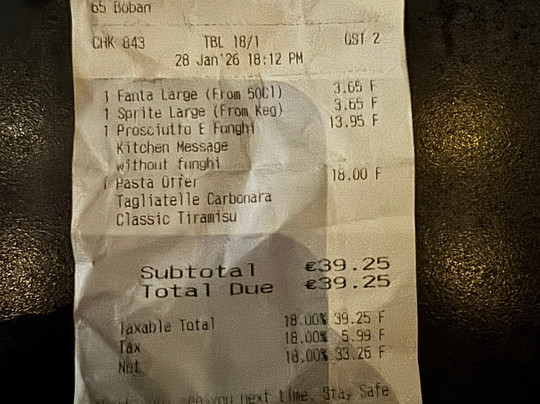 65 Boban
CHK 843 TBL 18/1 GST 2
28 Jan'26 18:12 PM
1 Fanta Large (From 50Cl) 3.65 F
1 Sprite Large (From Keg) 3.65 F
1 Prosciutto E Funghi 13.95 F
Kitchen Message
without funghi
1 Pasta Offer 18.00 F
Tagliatelle Carbonara
Classic Tiramisu
Subtotal €39.25
Total Due €39.25
Taxable Total 18.00% 39.25 F
Tax 18.00% 5.99 F
Net 18.00% 33.26 F
you next time. Stay Safe